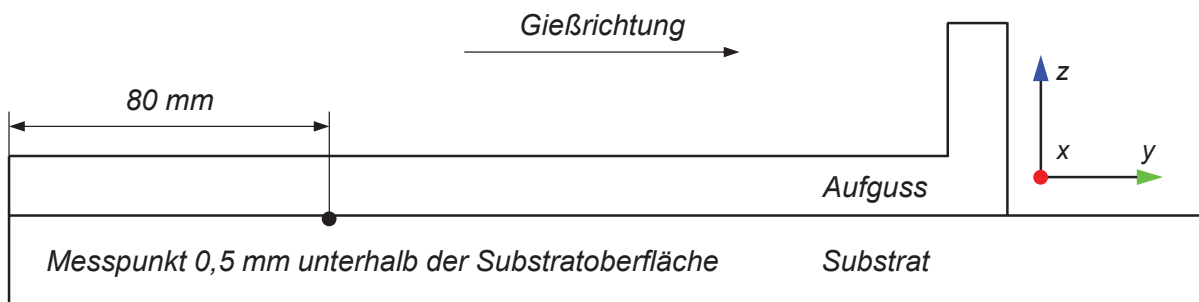 Gießrichtung
80 mm
z
x
y
Aufguss
Messpunkt 0,5 mm unterhalb der Substratoberfläche
Substrat